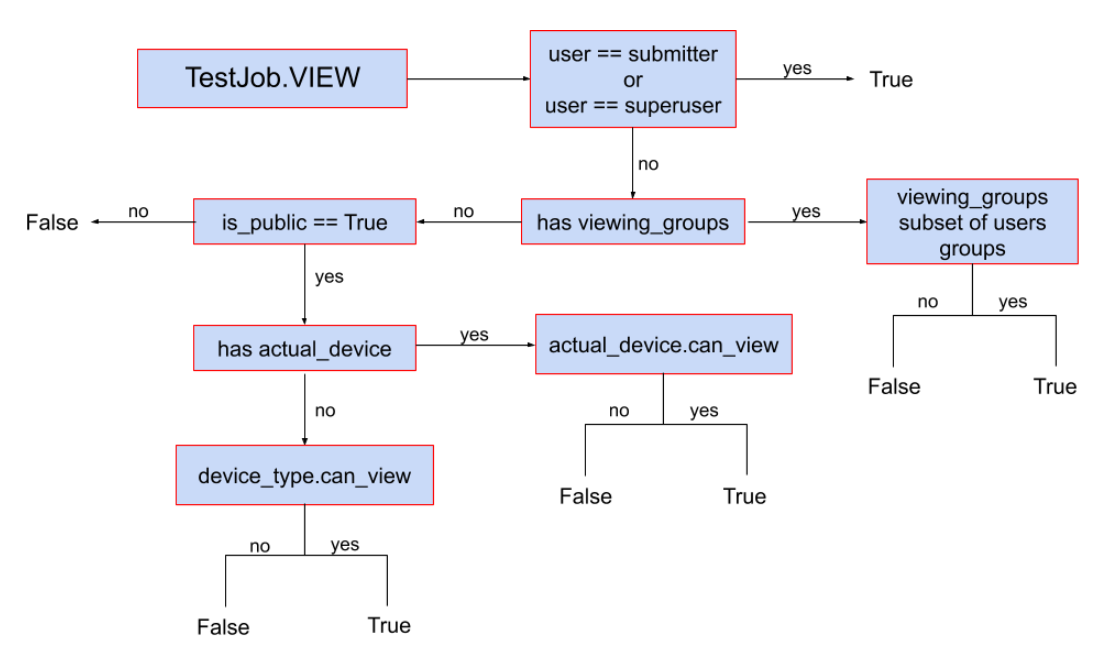 TestJob.VIEW
user == submitter
or
user == superuser
yes
True
no
False
no
is_public == True
no
has viewing_groups
yes
viewing_groups
subset of users
groups
yes
no
yes
False
True
has actual_device
yes
actual_device.can_view
no
no
yes
False
True
device_type.can_view
no
yes
False
True